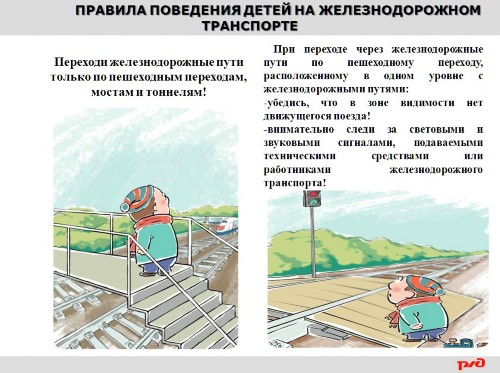 ПРАВИЛА ПОВЕДЕНИЯ ДЕТЕЙ НА ЖЕЛЕЗНОДОРОЖНОМ
ТРАНСПОРТЕ
Переходи железнодорожные пути
только по пешеходным переходам,
мостам и тоннелям!
При переходе через железнодорожные
пути по пешеходному переходу,
расположенному в одном уровне с
железнодорожными путями:
-убедись, что в зоне видимости нет
движущегося поезда!
-внимательно следи за световыми и
звуковыми сигналами, подаваемыми
техническими средствами или
работниками железнодорожного
транспорта!
ржд